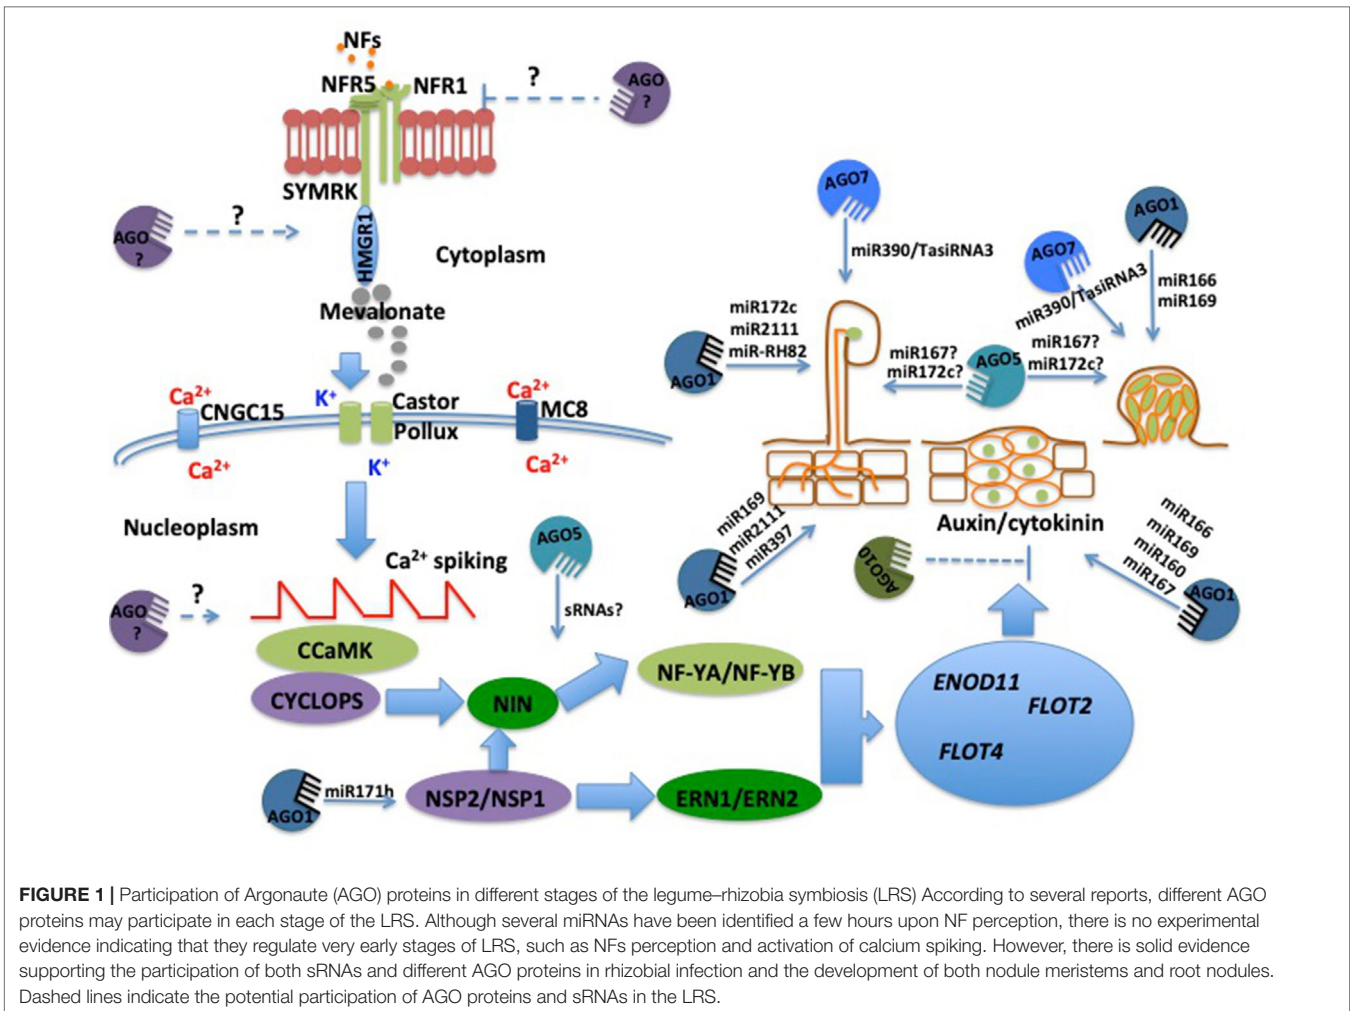 NFs
NFR5
NFR1
?
AGO
?
SYMRK
HMGR1
AGO
?
?
Cytoplasm
Mevalonate
Ca2+
CNGC15
K+
Castor
Pollux
Ca2+
MC8
Ca2+
K+
Ca2+
Nucleoplasm
Ca2+ spiking
AGO
?
?
AGO5
sRNAs?
CCaMK
CYCLOPS
NIN
NF-YA/NF-YB
AGO1
miR171h
NSP2/NSP1
ERN1/ERN2
ENOD11
FLOT2
FLOT4
AGO7
miR390/TasiRNA3
AGO1
miR172c
miR2111
miR-RH82
AGO7
miR390/TasiRNA3
AGO1
miR166
miR169
miR167?
miR172c?
AGO5
miR167?
miR172c?
AGO1
miR169
miR2111
miR397
Auxin/cytokinin
AGO10
miR166
miR169
miR160
miR167
AGO1
FIGURE 1 | Participation of Argonaute (AGO) proteins in different stages of the legume–rhizobia symbiosis (LRS) According to several reports, different AGO
proteins may participate in each stage of the LRS. Although several miRNAs have been identified a few hours upon NF perception, there is no experimental
evidence indicating that they regulate very early stages of LRS, such as NFs perception and activation of calcium spiking. However, there is solid evidence
supporting the participation of both sRNAs and different AGO proteins in rhizobial infection and the development of both nodule meristems and root nodules.
Dashed lines indicate the potential participation of AGO proteins and sRNAs in the LRS.